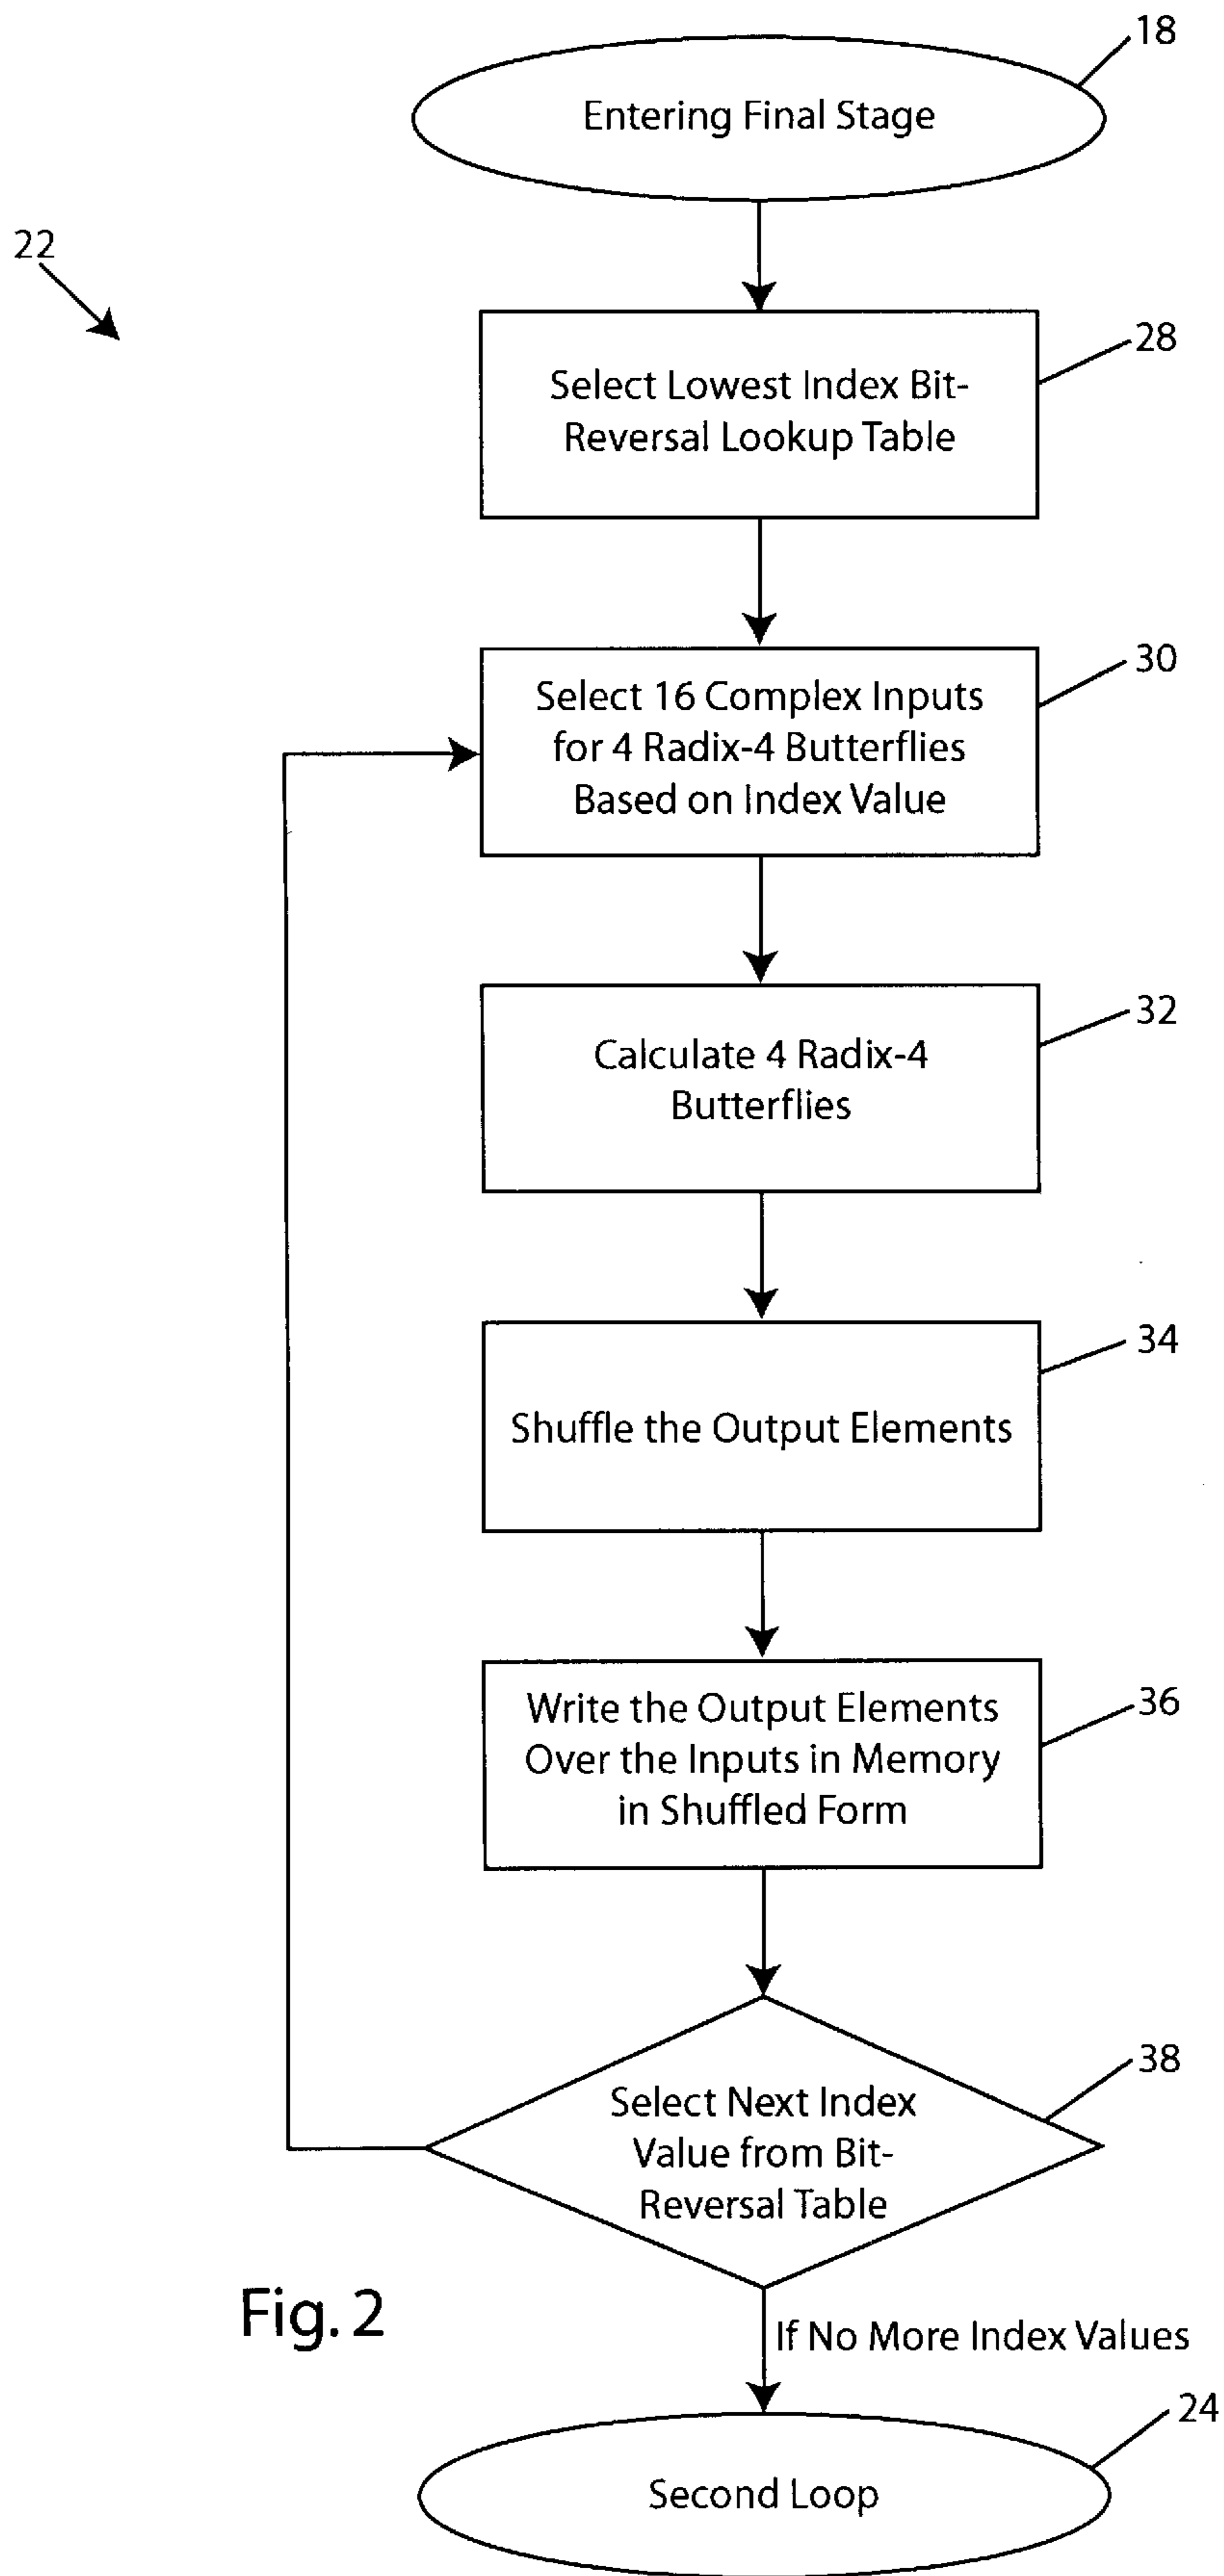 18
Entering Final Stage
22
28
Select Lowest Index Bit-
Reversal Lookup Table
30
Select 16 Complex Inputs
for 4 Radix-4 Butterflies
Based on Index Value
32
Calculate 4 Radix-4
Butterflies
34
Shuffle the Output Elements
36
Write the Output Elements
Over the Inputs in Memory
in Shuffled Form
38
Select Next Index
Value from Bit-
Reversal Table
Fig. 2
If No More Index Values
24
Second Loop